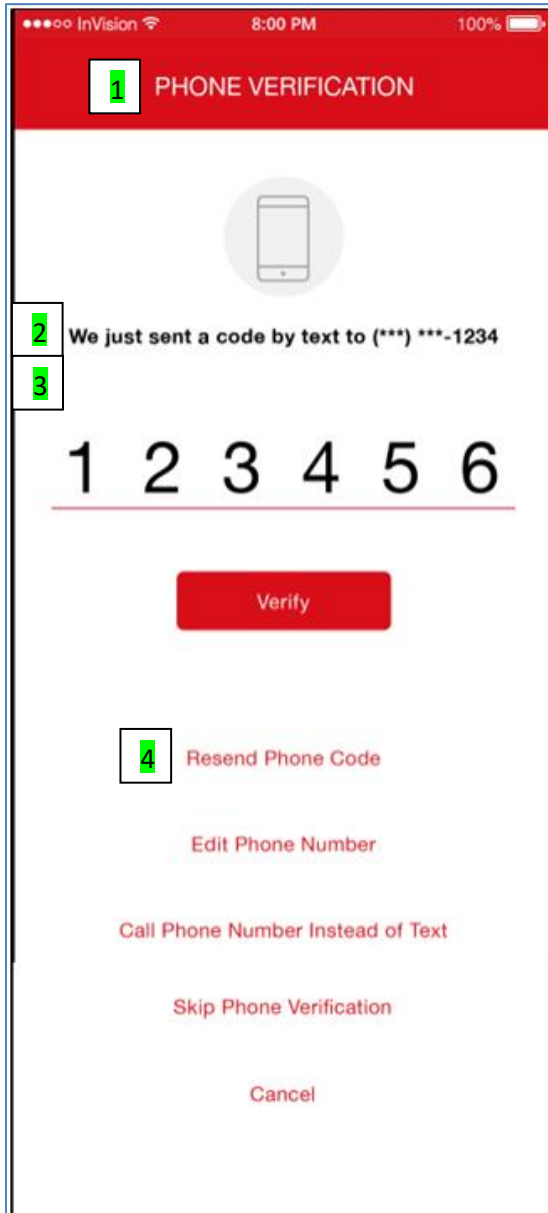 ●●●○○ InVision 8:00 PM 100%
1 PHONE VERIFICATION
2 We just sent a code by text to (***) ***-1234
3
1 2 3 4 5 6
Verify
4 Resend Phone Code
Edit Phone Number
Call Phone Number Instead of Text
Skip Phone Verification
Cancel